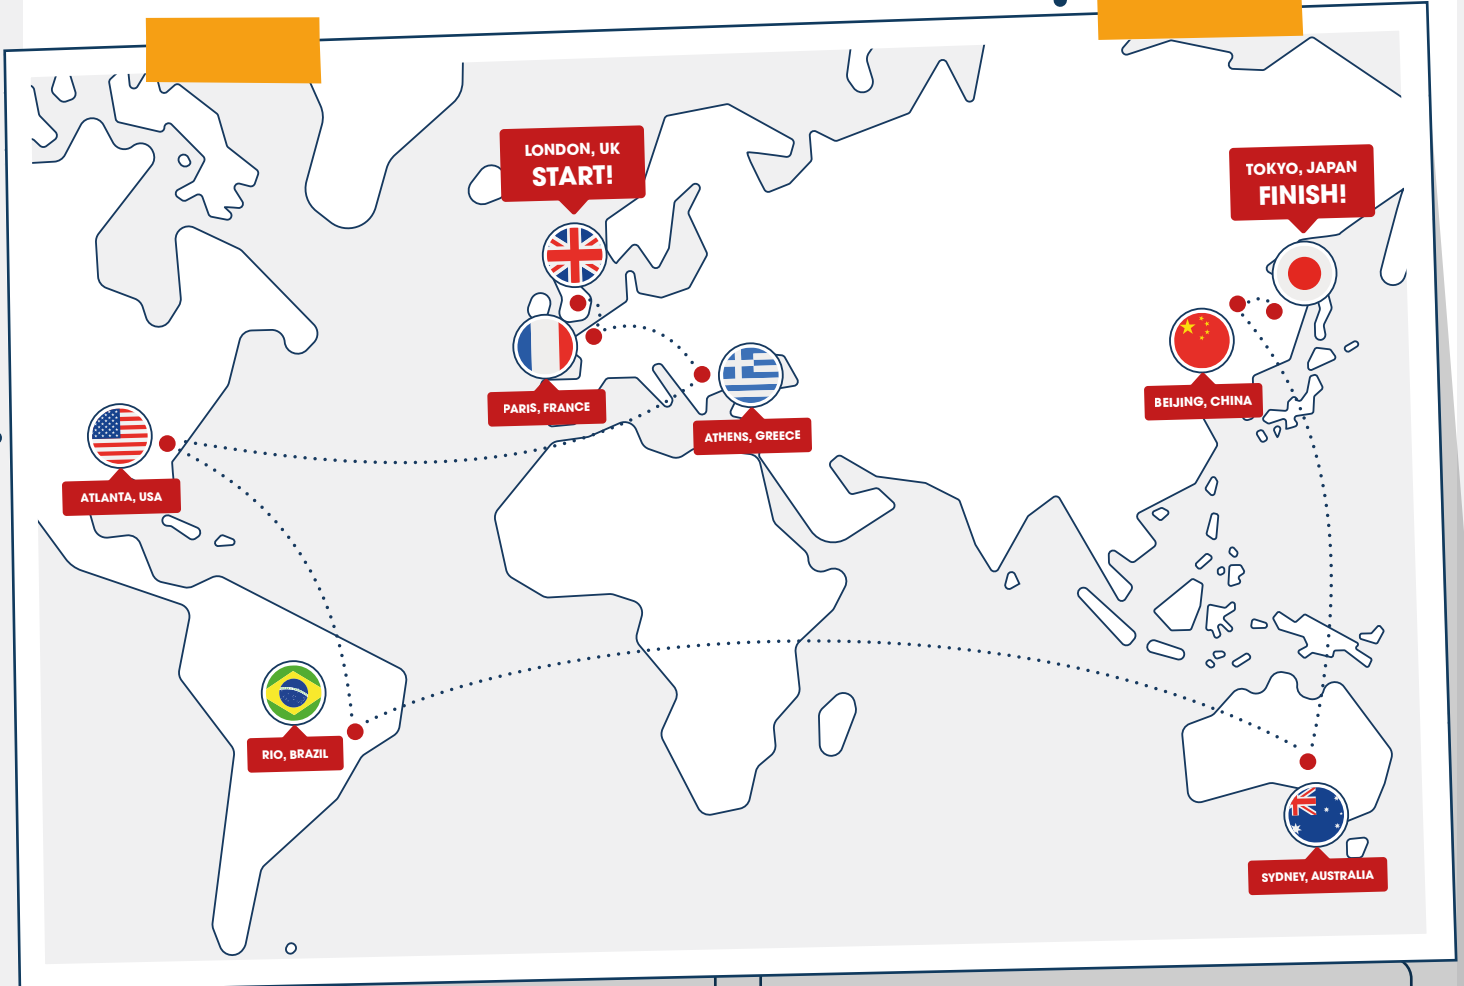 LONDON, UK
START!
TOKYO, JAPAN
FINISH!
PARIS, FRANCE
BEIJING, CHINA
ATHENS, GREECE
ATLANTA, USA
RIO, BRAZIL
SYDNEY, AUSTRALIA